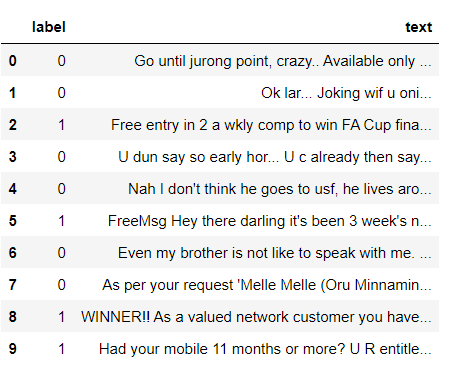 label text
0 0 Go until jurong point, crazy.. Available only ...
1 0 Ok lar... Joking wif u oni...
2 1 Free entry in 2 a wkly comp to win FA Cup fina...
3 0 U dun say so early hor... U c already then say...
4 0 Nah I don't think he goes to usf, he lives aro...
5 1 FreeMsg Hey there darling it's been 3 week's n...
6 0 Even my brother is not like to speak with me. ...
7 0 As per your request 'Melle Melle (Oru Minnamin...
8 1 WINNER!! As a valued network customer you have...
9 1 Had your mobile 11 months or more? U R entitle...